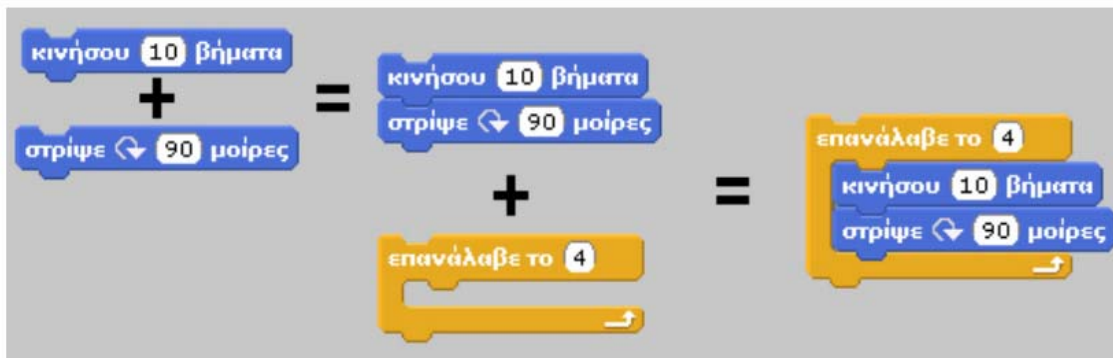 κινήσου 10 βήματα
+
στρίψε 90 μοίρες
=
κινήσου 10 βήματα
στρίψε 90 μοίρες
+
επανάλαβε το 4
=
επανάλαβε το 4
κινήσου 10 βήματα
στρίψε 90 μοίρες